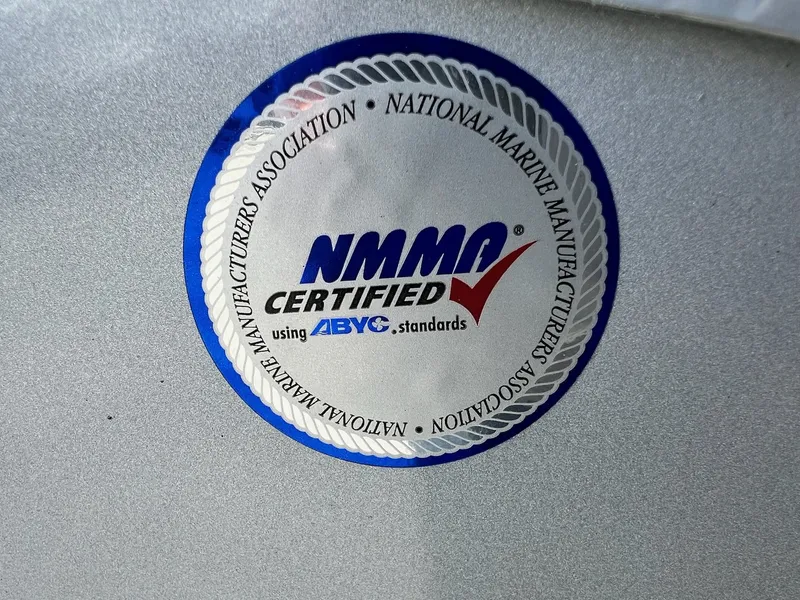 NATIONAL MARINE MANUFACTURERS ASSOCIATION • NATIONAL MARINE MANUFACTURERS ASSOCIATION •
NMMA®
CERTIFIED
using ABYC.standards